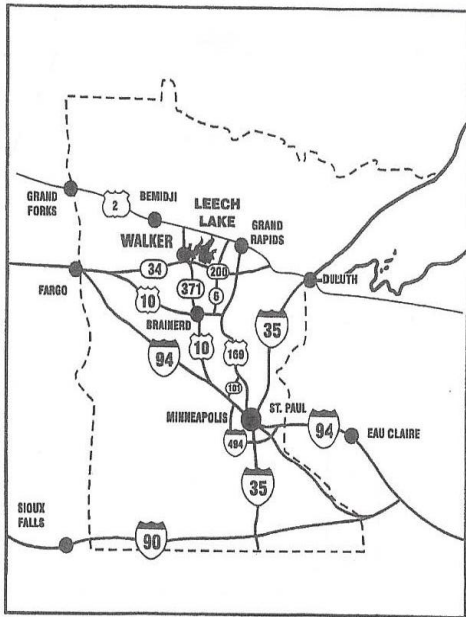 GRAND
FORKS
2
BEMIDJI
LEECH
LAKE
WALKER
GRAND
RAPIDS
34
200
371
6
FARGO
10
DULUTH
BRAINERD
94
10
169
35
101
MINNEAPOLIS
ST. PAUL
494
94
EAU CLAIRE
35
SIOUX
FALLS
90